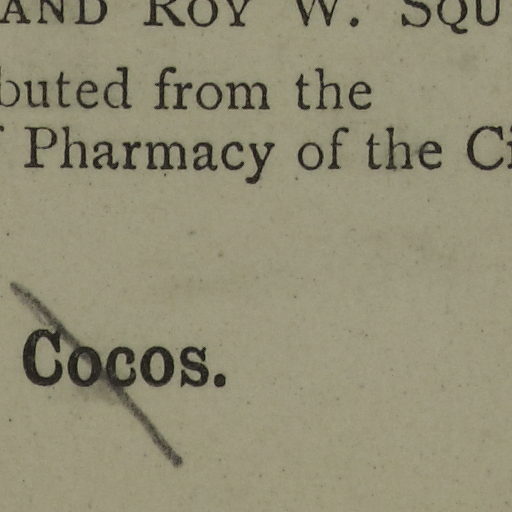 AND ROY W. SQU
buted from the
Pharmacy of the Ci
Cocos.